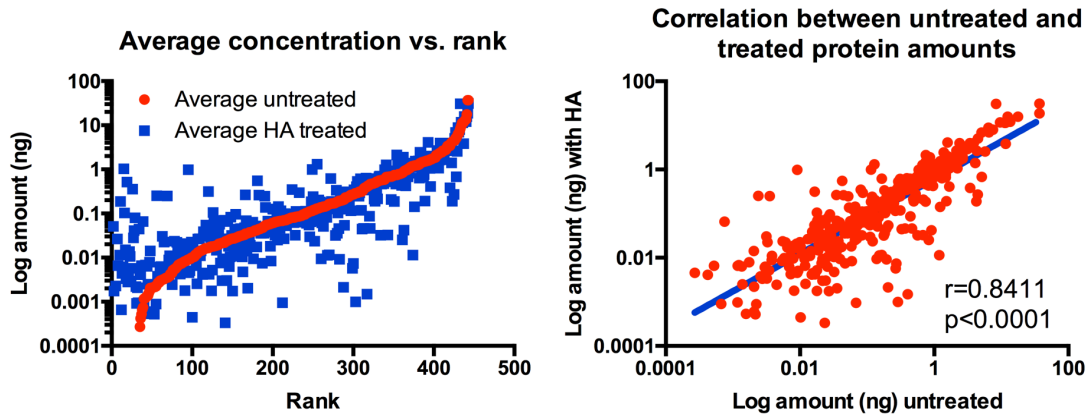 Average concentration vs. rank
Log amount (ng)
100
10
1
0.1
0.01
0.001
0.0001
Average untreated
Average HA treated
0
100
200
300
400
500
Rank
Correlation between untreated and
treated protein amounts
Log amount (ng) with HA
100
1
0.01
0.0001
r=0.8411
p<0.0001
0.0001
0.01
1
100
Log amount (ng) untreated